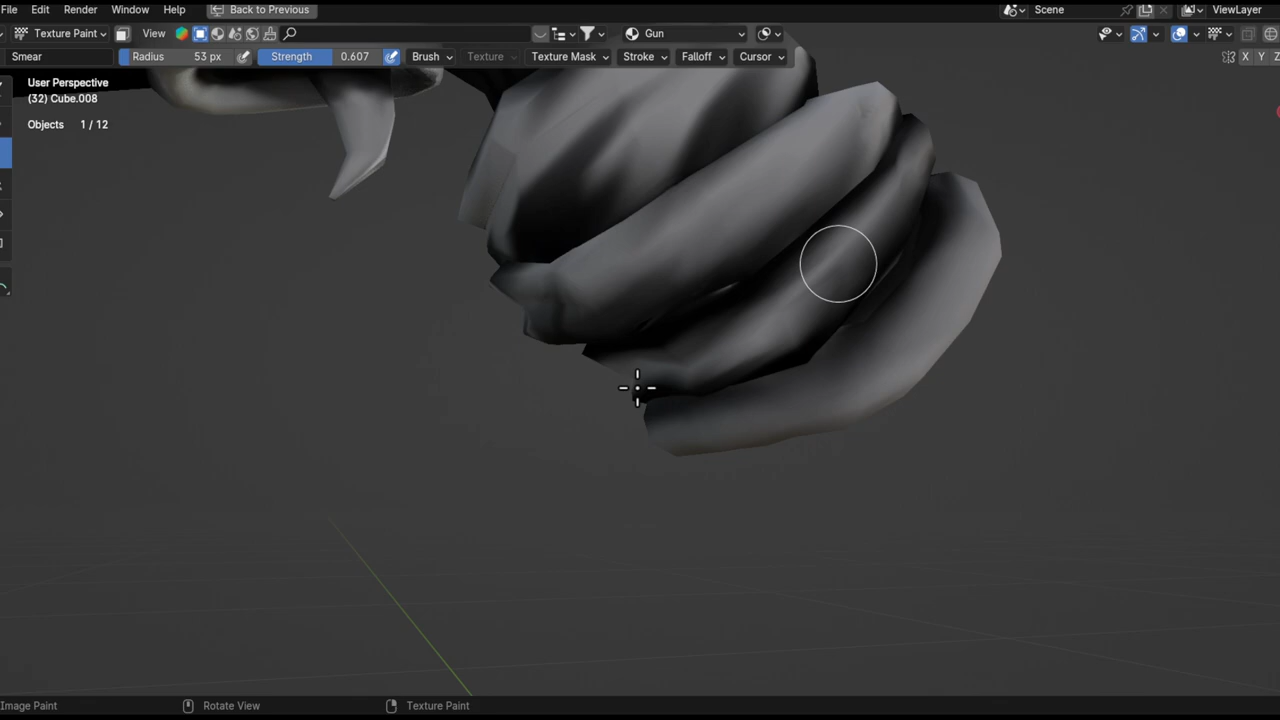 File Edit Render Window Help Back to Previous Scene ViewLayer
Texture Paint View Gun
Smear Radius 53 px Strength 0.607 Brush Texture Texture Mask Stroke Falloff Cursor X Y Z
User Perspective
(32) Cube.008
Objects 1 / 12
Image Paint Rotate View Texture Paint